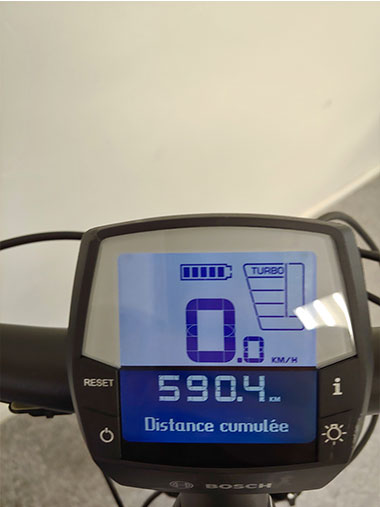 TURBO
0.0 KM/H
RESET
590.4 KM
i
Distance cumulée
BOSCH